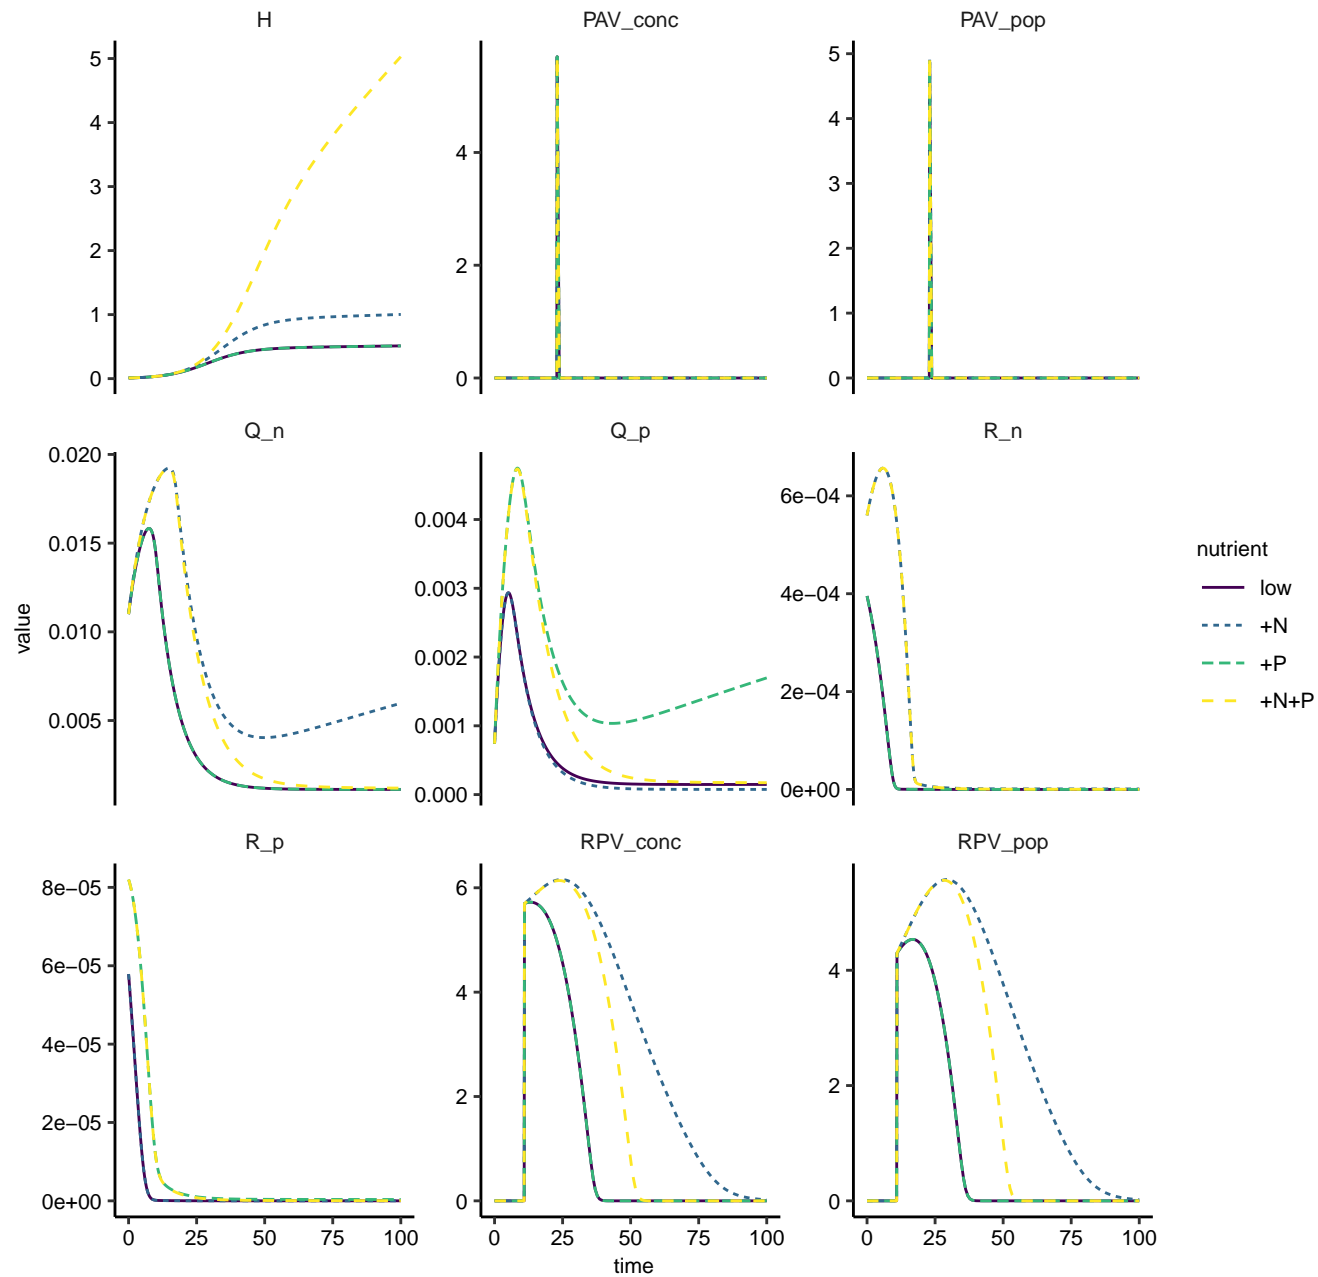 H
PAV_conc
PAV_pop
5
4
3
2
1
0
4
2
0
5
4
3
2
1
0
Q_n
Q_p
R_n
0.020
0.015
0.010
0.005
0.004
0.003
0.002
0.001
0.000
6e−04
4e−04
2e−04
0e+00
R_p
RPV_conc
RPV_pop
8e−05
6e−05
4e−05
2e−05
0e+00
6
4
2
0
4
2
0
0 25 50 75 100
0 25 50 75 100
0 25 50 75 100
time
value
nutrient
low
+N
+P
+N+P